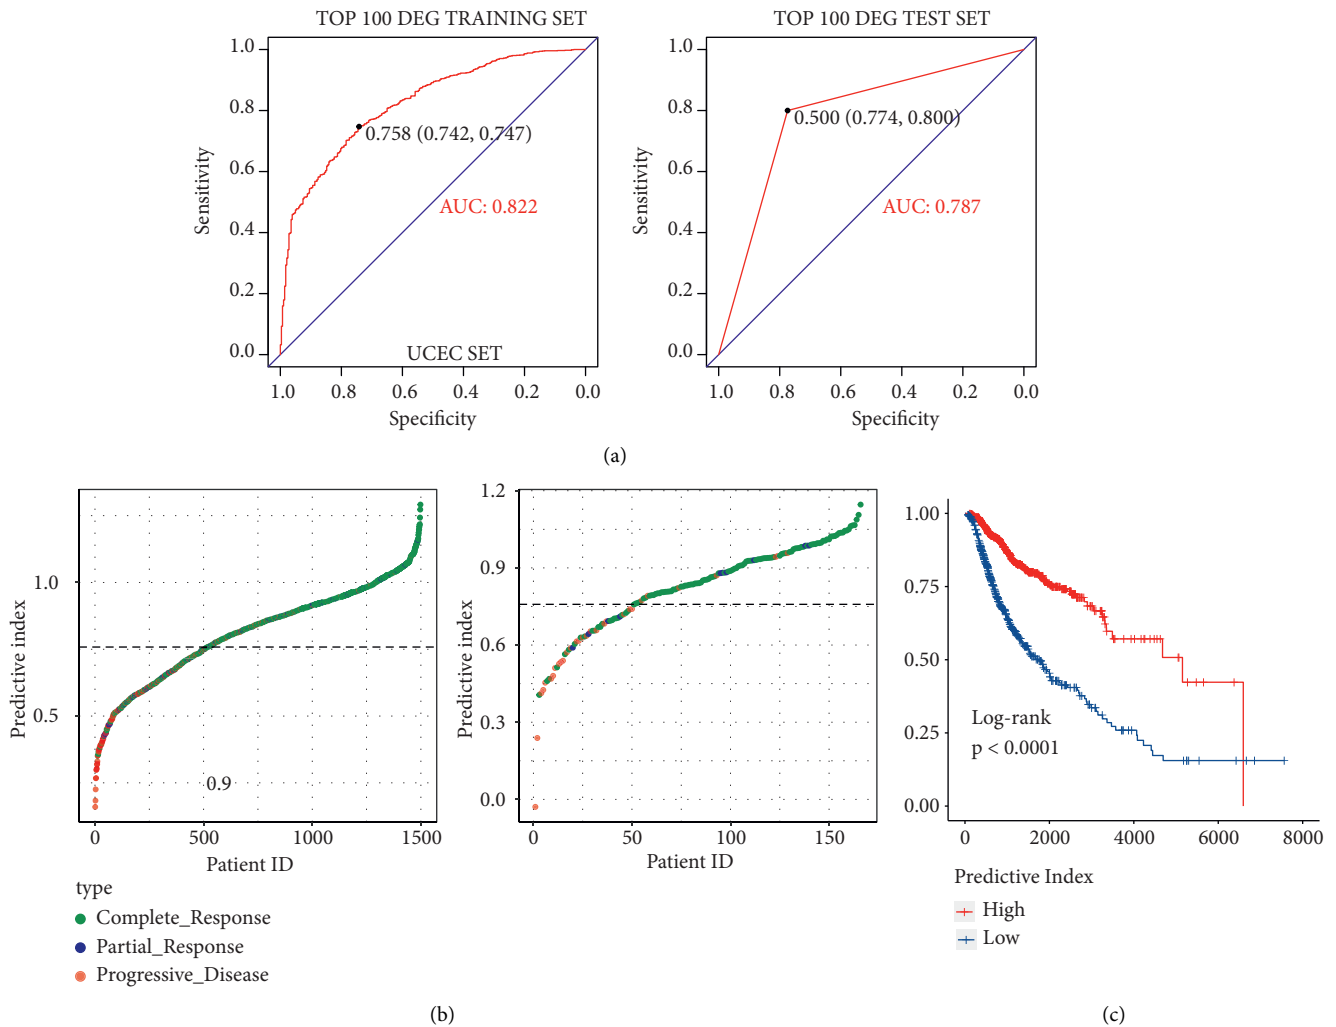 TOP 100 DEG TRAINING SET
1.0
0.8
0.6
0.4
0.2
0.0
Sensitivity
0.758 (0.742, 0.747)
AUC: 0.822
UCEC SET
1.0 0.8 0.6 0.4 0.2 0.0
Specificity
TOP 100 DEG TEST SET
1.0
0.8
0.6
0.4
0.2
0.0
Sensitivity
0.500 (0.774, 0.800)
AUC: 0.787
1.0 0.8 0.6 0.4 0.2 0.0
Specificity
(a)
Predictive index
1.0
0.5
0.9
0 500 1000 1500
Patient ID
type
Complete_Response
Partial_Response
Progressive_Disease
Predictive index
1.2
0.9
0.6
0.3
0.0
0 50 100 150
Patient ID
(b)
1.00
0.75
0.50
0.25
0.00
Log-rank
p < 0.0001
0 2000 4000 6000 8000
Predictive Index
High
Low
(c)